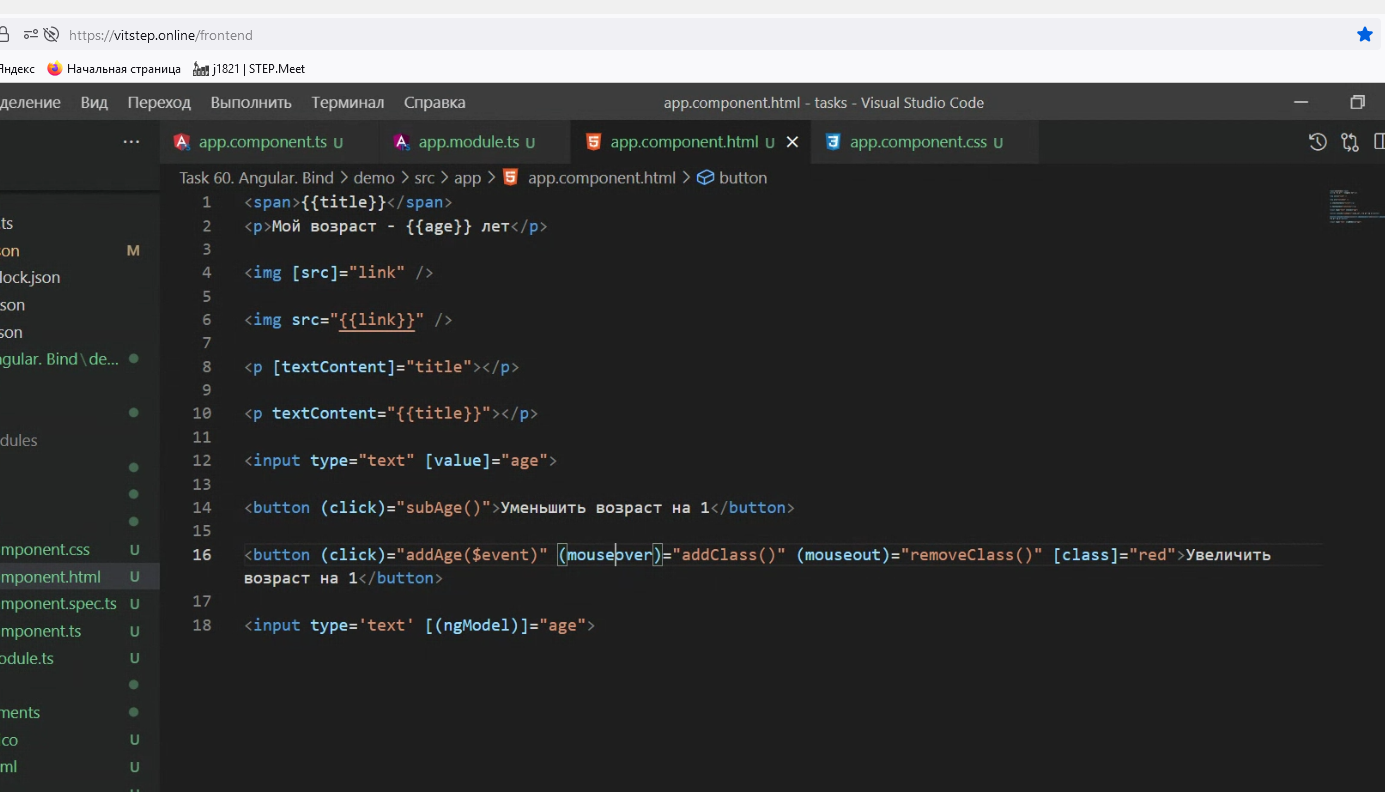 https://vitstep.online/frontend
Яндекс Начальная страница j1821 | STEP.Meet
деление Вид Переход Выполнить Терминал Справка app.component.html - tasks - Visual Studio Code
··· app.component.ts U app.module.ts U app.component.html U app.component.css U
Task 60. Angular. Bind > demo > src > app > app.component.html > button
1 <span>{{title}}</span>
2 <p>Мой возраст - {{age}} лет</p>
3
4 <img [src]="link" />
5
6 <img src="{{link}}" />
7
8 <p [textContent]="title"></p>
9
10 <p textContent="{{title}}"></p>
11
12 <input type="text" [value]="age">
13
14 <button (click)="subAge()">Уменьшить возраст на 1</button>
15
16 <button (click)="addAge($event)" (mouseover)="addClass()" (mouseout)="removeClass()" [class]="red">Увеличить
возраст на 1</button>
17
18 <input type='text' [(ngModel)]="age">
ts
son M
lock.json
son
son
ngular. Bind\de...
dules
mponent.css U
mponent.html U
mponent.spec.ts U
mponent.ts U
odule.ts U
ments
co U
ml U